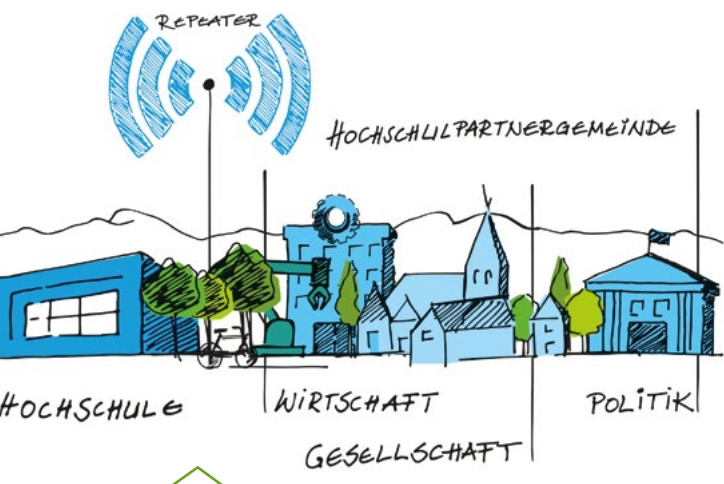 REPEATER
HOCHSCHULPARTNERGEMEINDE
HOCHSCHULE
WIRTSCHAFT
POLITIK
GESELLSCHAFT